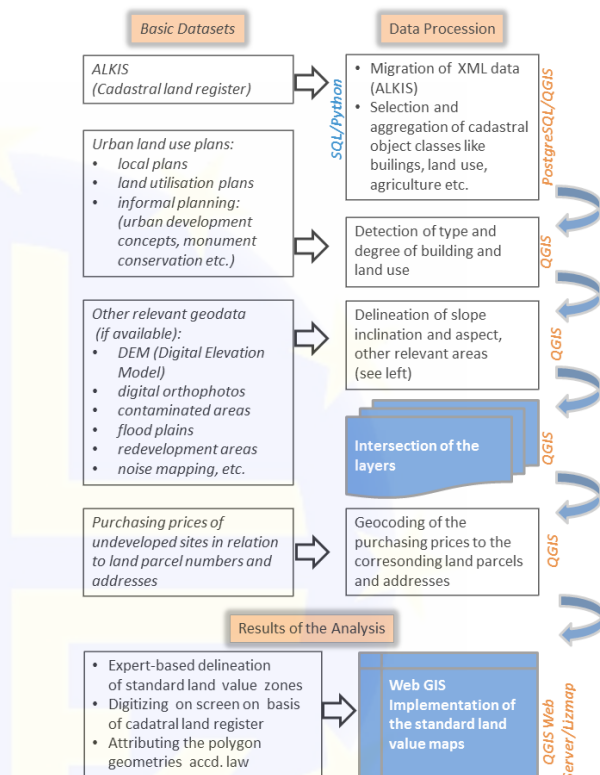 Basic Datasets
Data Procession
ALKIS
(Cadastral land register)
SQL/Python
• Migration of XML data
(ALKIS)
• Selection and
aggregation of cadastral
object classes like
builings, land use,
agriculture etc.
PostgreSQL/QGIS
Urban land use plans:
• local plans
• land utilisation plans
• informal planning:
(urban development
concepts, monument
conservation etc.)
Detection of type and
degree of building and
land use
QGIS
Other relevant geodata
(if available):
• DEM (Digital Elevation
Model)
• digital orthophotos
• contaminated areas
• flood plains
• redevelopment areas
• noise mapping, etc.
Delineation of slope
inclination and aspect,
other relevant areas
(see left)
QGIS
Intersection of the
layers
QGIS
Purchasing prices of
undeveloped sites in relation
to land parcel numbers and
addresses
Geocoding of the
purchasing prices to the
corresonding land parcels
and addresses
QGIS
Results of the Analysis
• Expert-based delineation
of standard land value zones
• Digitizing on screen on basis
of cadatral land register
• Attributing the polygon
geometries accd. law
Web GIS
Implementation of
the standard land
value maps
QGIS Web
Server/Lizmap